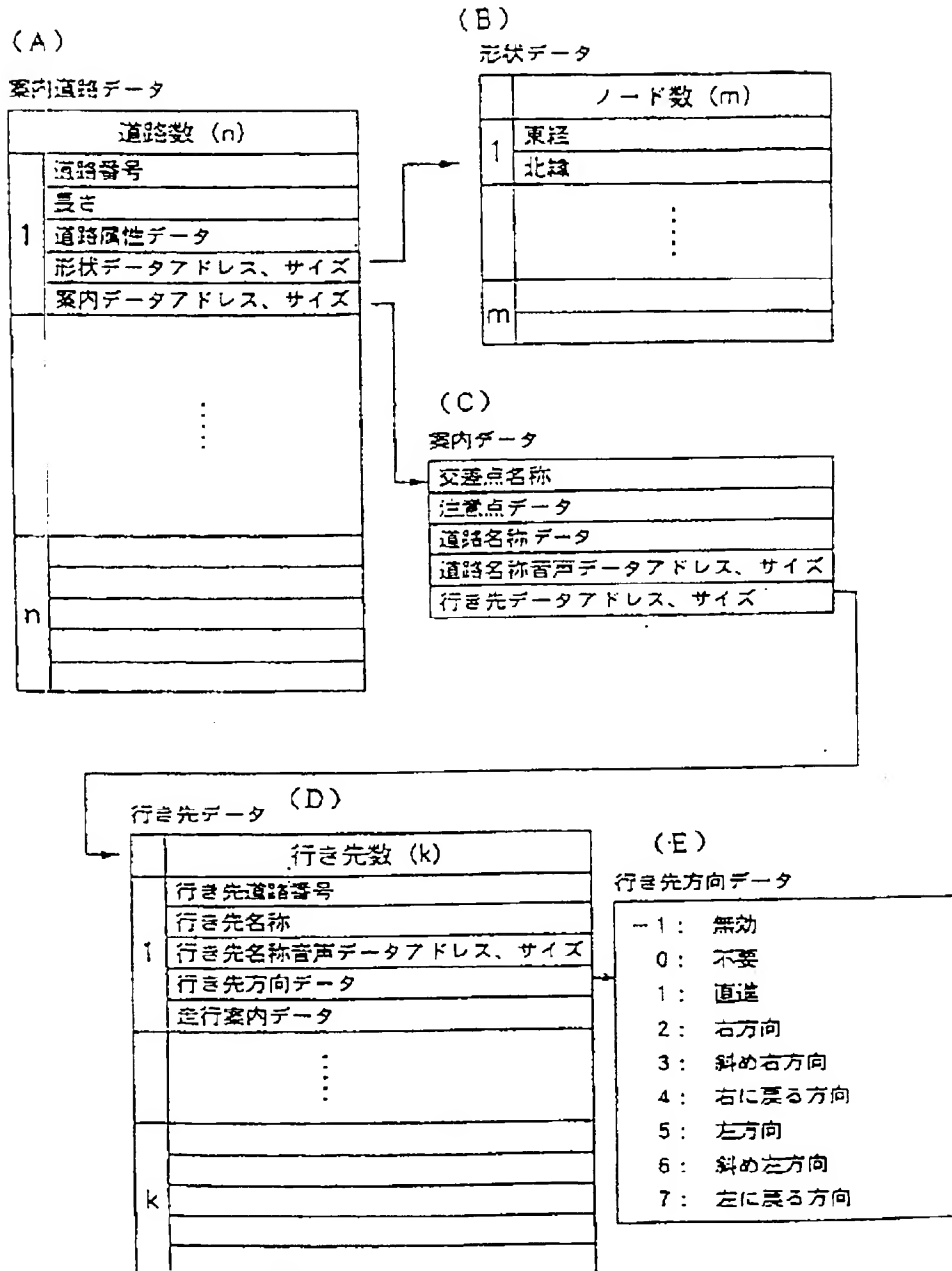 (A)
案内道路データ
道路数 (n)
1
道路番号
長さ
道路属性データ
形状データアドレス、サイズ
案内データアドレス、サイズ
n
(B)
形状データ
ノード数 (m)
1
東経
北緯
m
(C)
案内データ
交差点名称
注意点データ
道路名称データ
道路名称音声データアドレス、サイズ
行き先データアドレス、サイズ
(D)
行き先データ
行き先数 (k)
1
行き先道路番号
行き先名称
行き先名称音声データアドレス、サイズ
行き先方向データ
走行案内データ
k
(E)
行き先方向データ
-1: 無効
0: 不要
1: 直進
2: 右方向
3: 斜め右方向
4: 右に戻る方向
5: 左方向
6: 斜め左方向
7: 左に戻る方向